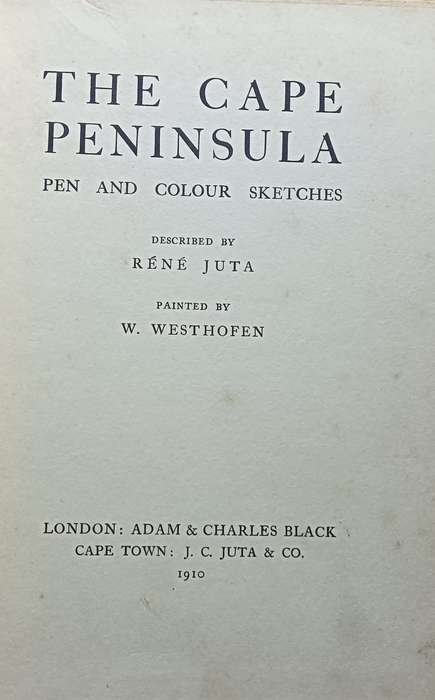 THE CAPE
PENINSULA
PEN AND COLOUR SKETCHES
DESCRIBED BY
RÉNÉ JUTA
PAINTED BY
W. WESTHOFEN
LONDON: ADAM & CHARLES BLACK
CAPE TOWN: J. C. JUTA & CO.
1910